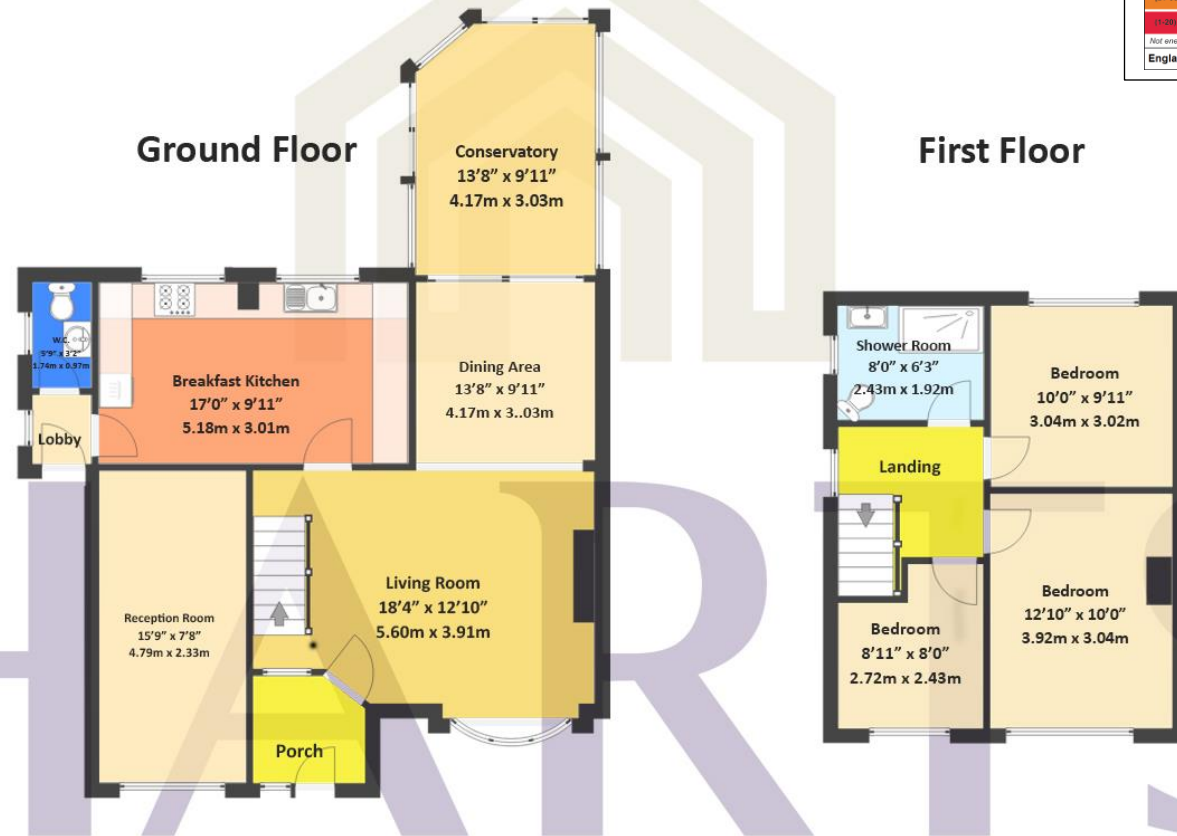 (1-20)
Not ene
Engla
Ground Floor
First Floor
Conservatory
13’8” x 9’11”
4.17m x 3.03m
W.C.
5’9” x 3’2”
1.74m x 0.97m
Breakfast Kitchen
17’0” x 9’11”
5.18m x 3.01m
Dining Area
13’8” x 9’11”
4.17m x 3..03m
Lobby
Reception Room
15’9” x 7’8”
4.79m x 2.33m
Living Room
18’4” x 12’10”
5.60m x 3.91m
Porch
Shower Room
8’0” x 6’3”
2.43m x 1.92m
Bedroom
10’0” x 9’11”
3.04m x 3.02m
Landing
Bedroom
12’10” x 10’0”
3.92m x 3.04m
Bedroom
8’11” x 8’0”
2.72m x 2.43m
HARTS